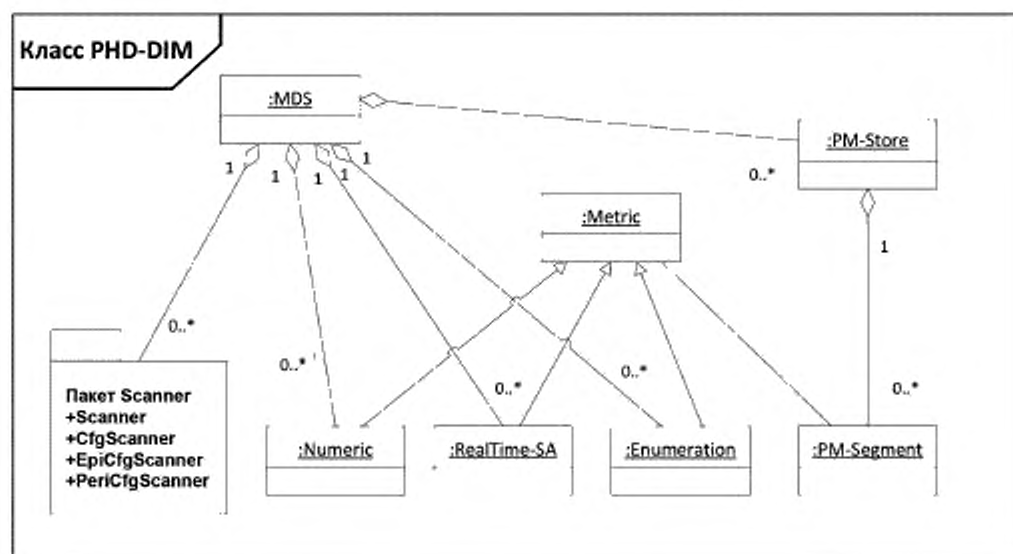 Класс PHD-DIM
:MDS
:PM-Store
1
1
1
1
1
0..*
:Metric
1
0..*
0..*
0..*
0..*
0..*
Пакет Scanner
+Scanner
+CfgScanner
+EpiCfgScanner
+PeriCfgScanner
:Numeric
:RealTime-SA
:Enumeration
:PM-Segment